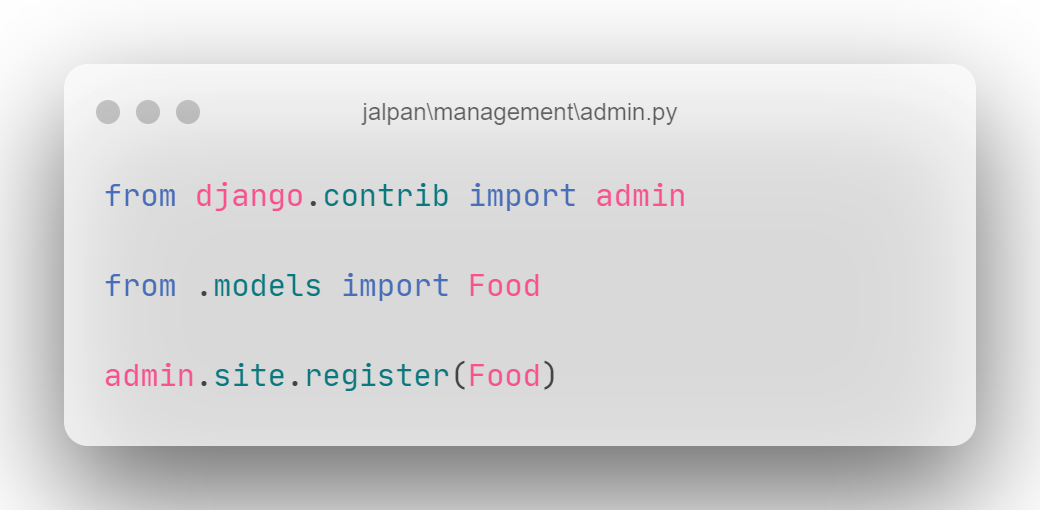 jalpan\management\admin.py
from django.contrib import admin
from .models import Food
admin.site.register(Food)